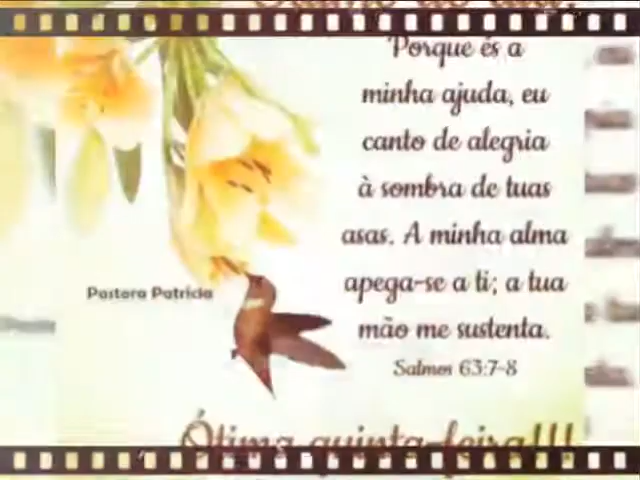 Porque és a
minha ajuda, eu
canto de alegria
à sombra de tuas
asas. A minha alma
apega-se a ti; a tua
mão me sustenta.
Salmos 63:7-8
Pastora Patricia
Ótima quinta-feira!!!